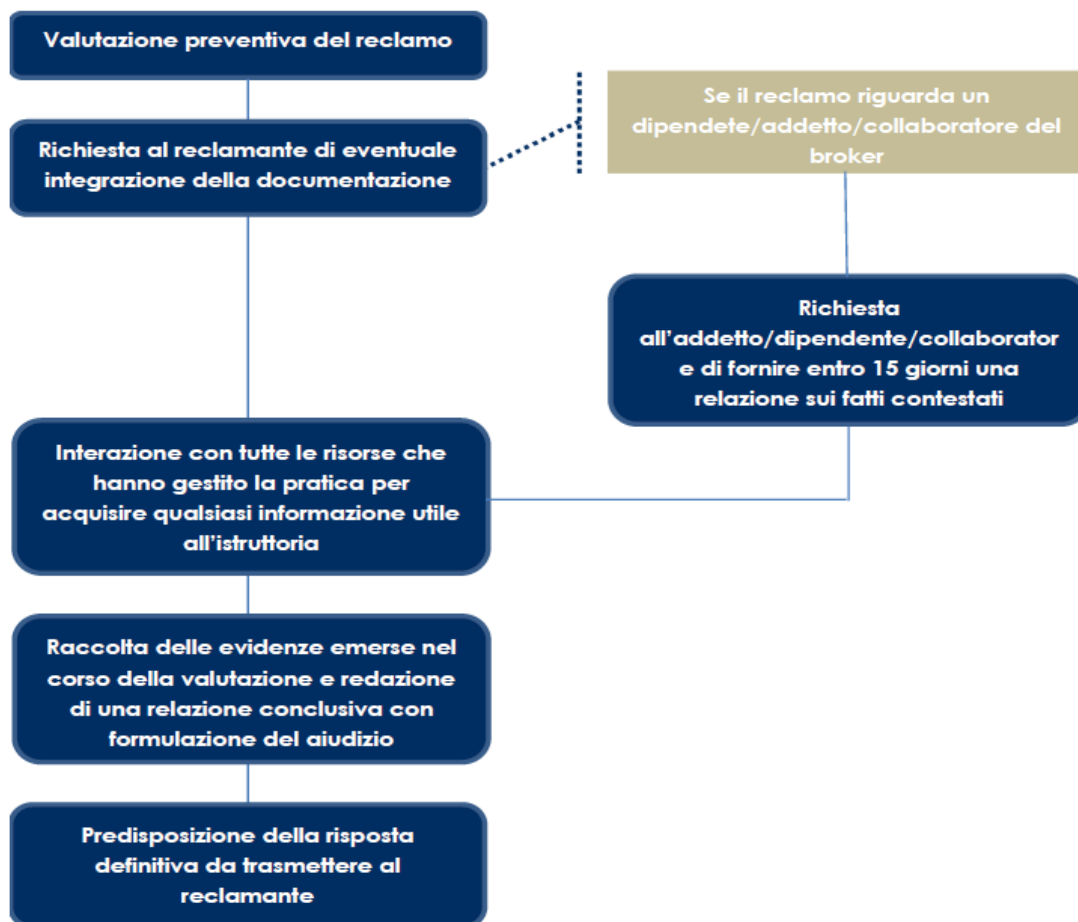 Valutazione preventiva del reclamo
Richiesta al reclamante di eventuale
integrazione della documentazione
Se il reclamo riguarda un
dipendete/addetto/collaboratore del
broker
Richiesta
all'addetto/dipendente/collaborator
e di fornire entro 15 giorni una
relazione sui fatti contestati
Interazione con tutte le risorse che
hanno gestito la pratica per
acquisire qualsiasi informazione utile
all'istruttoria
Raccolta delle evidenze emerse nel
corso della valutazione e redazione
di una relazione conclusiva con
formulazione del aiudizio
Predisposizione della risposta
definitiva da trasmettere al
reclamante